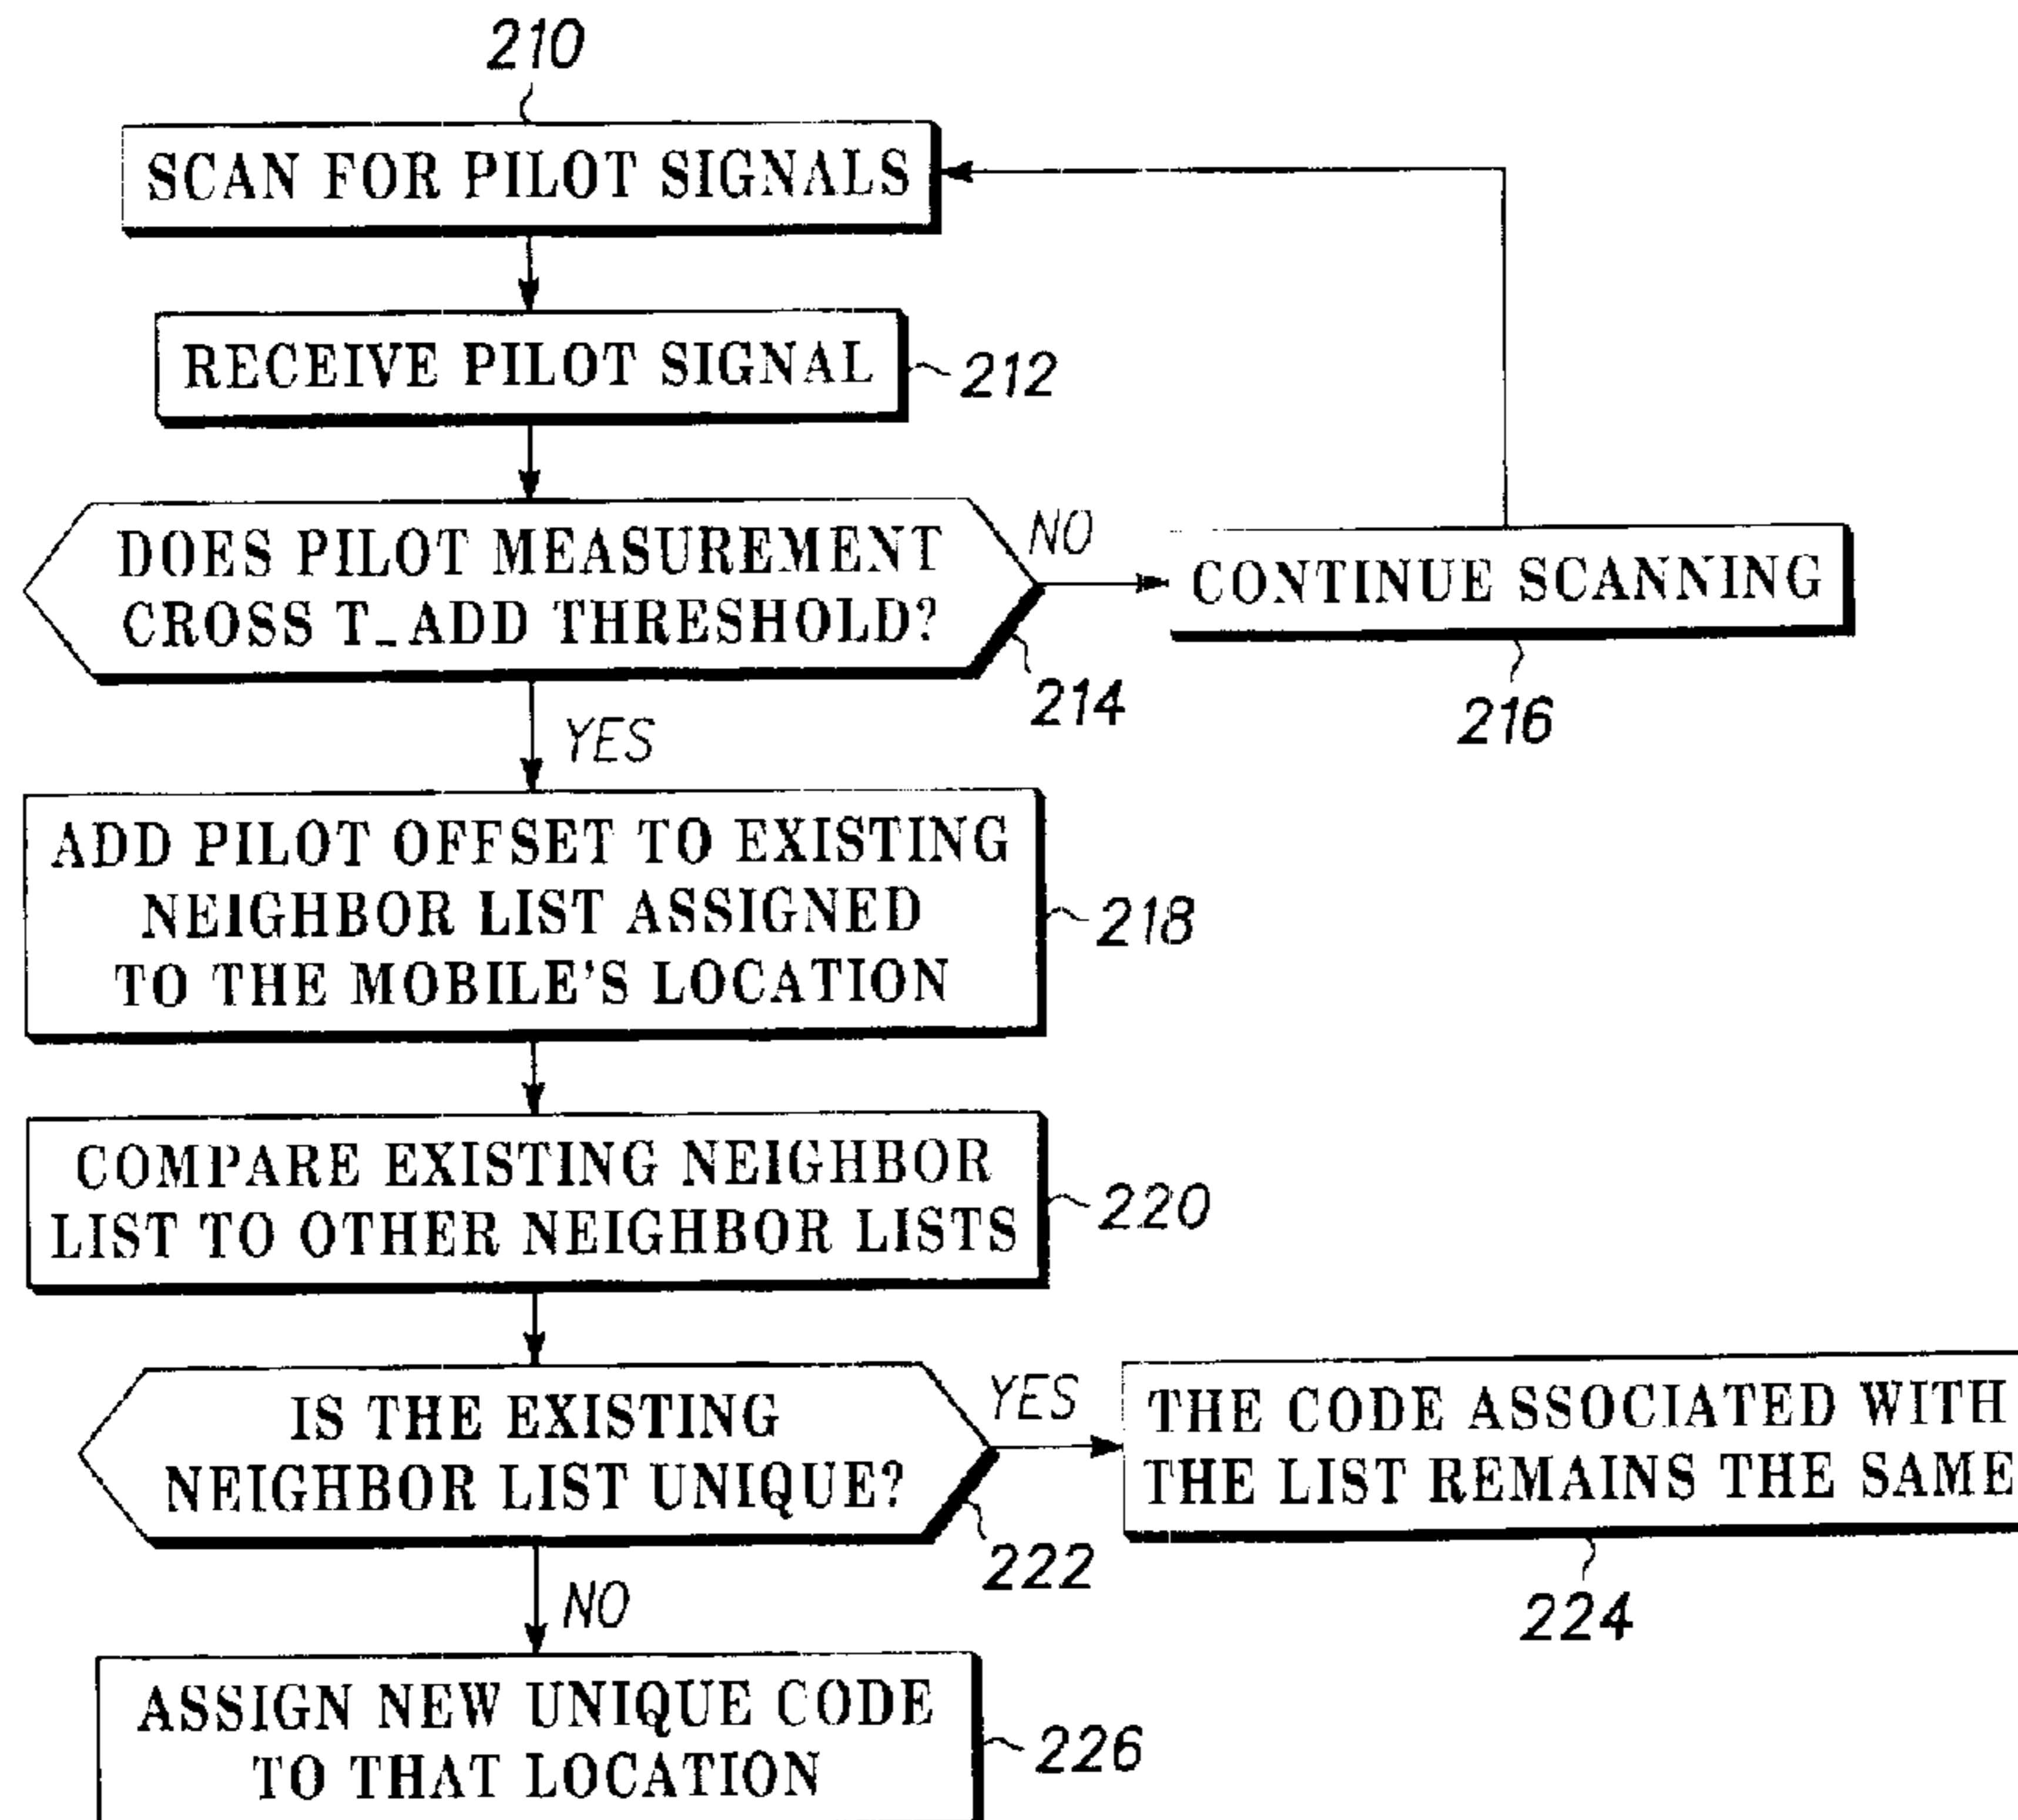 210
SCAN FOR PILOT SIGNALS
RECEIVE PILOT SIGNAL
212
DOES PILOT MEASUREMENT
CROSS T_ADD THRESHOLD?
214
NO
CONTINUE SCANNING
216
YES
ADD PILOT OFFSET TO EXISTING
NEIGHBOR LIST ASSIGNED
TO THE MOBILE'S LOCATION
218
COMPARE EXISTING NEIGHBOR
LIST TO OTHER NEIGHBOR LISTS
220
IS THE EXISTING
NEIGHBOR LIST UNIQUE?
222
YES
THE CODE ASSOCIATED WITH
THE LIST REMAINS THE SAME
224
NO
ASSIGN NEW UNIQUE CODE
TO THAT LOCATION
226